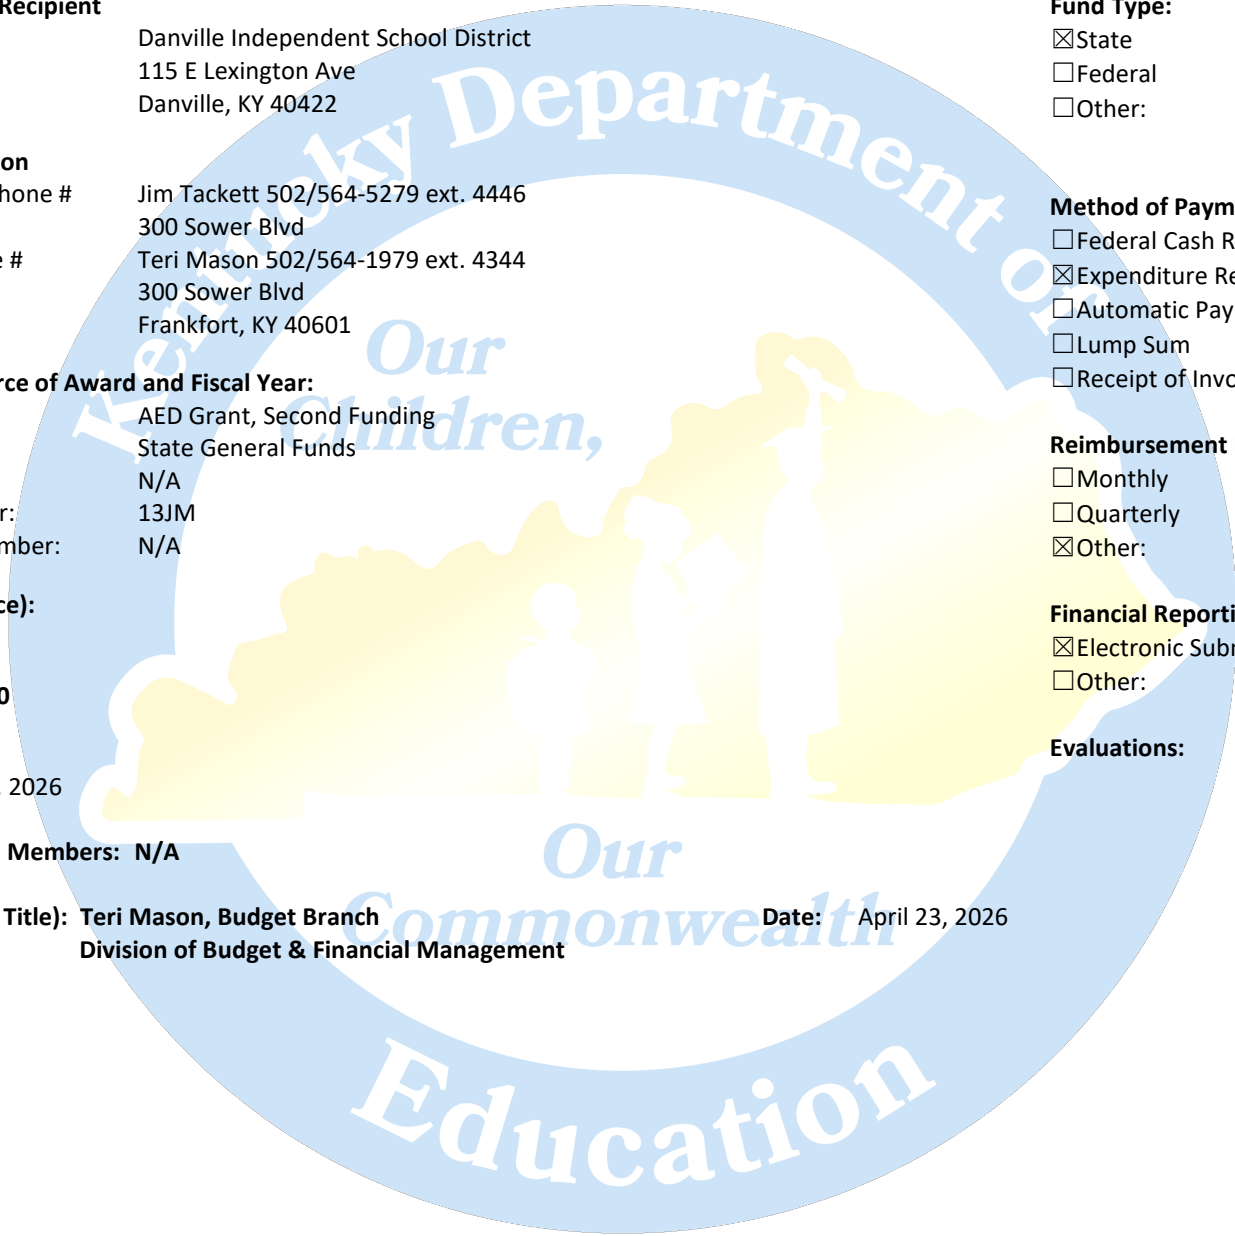 Recipient
Danville Independent School District
115 E Lexington Ave
Danville, KY 40422
on
hone # Jim Tackett 502/564-5279 ext. 4446
300 Sower Blvd
e # Teri Mason 502/564-1979 ext. 4344
300 Sower Blvd
Frankfort, KY 40601
rce of Award and Fiscal Year:
AED Grant, Second Funding
State General Funds
N/A
r: 13JM
mber: N/A
ce):
0
, 2026
Members: N/A
Title): Teri Mason, Budget Branch Date: April 23, 2026
Division of Budget & Financial Management
Fund Type:
☒State
☐Federal
☐Other:
Method of Paym
☐Federal Cash R
☒Expenditure Re
☐Automatic Pay
☐Lump Sum
☐Receipt of Invo
Reimbursement
☐Monthly
☐Quarterly
☒Other:
Financial Reporti
☒Electronic Subm
☐Other:
Evaluations:
Kentucky Department of
Education
Our
Children,
Our
Commonwealth